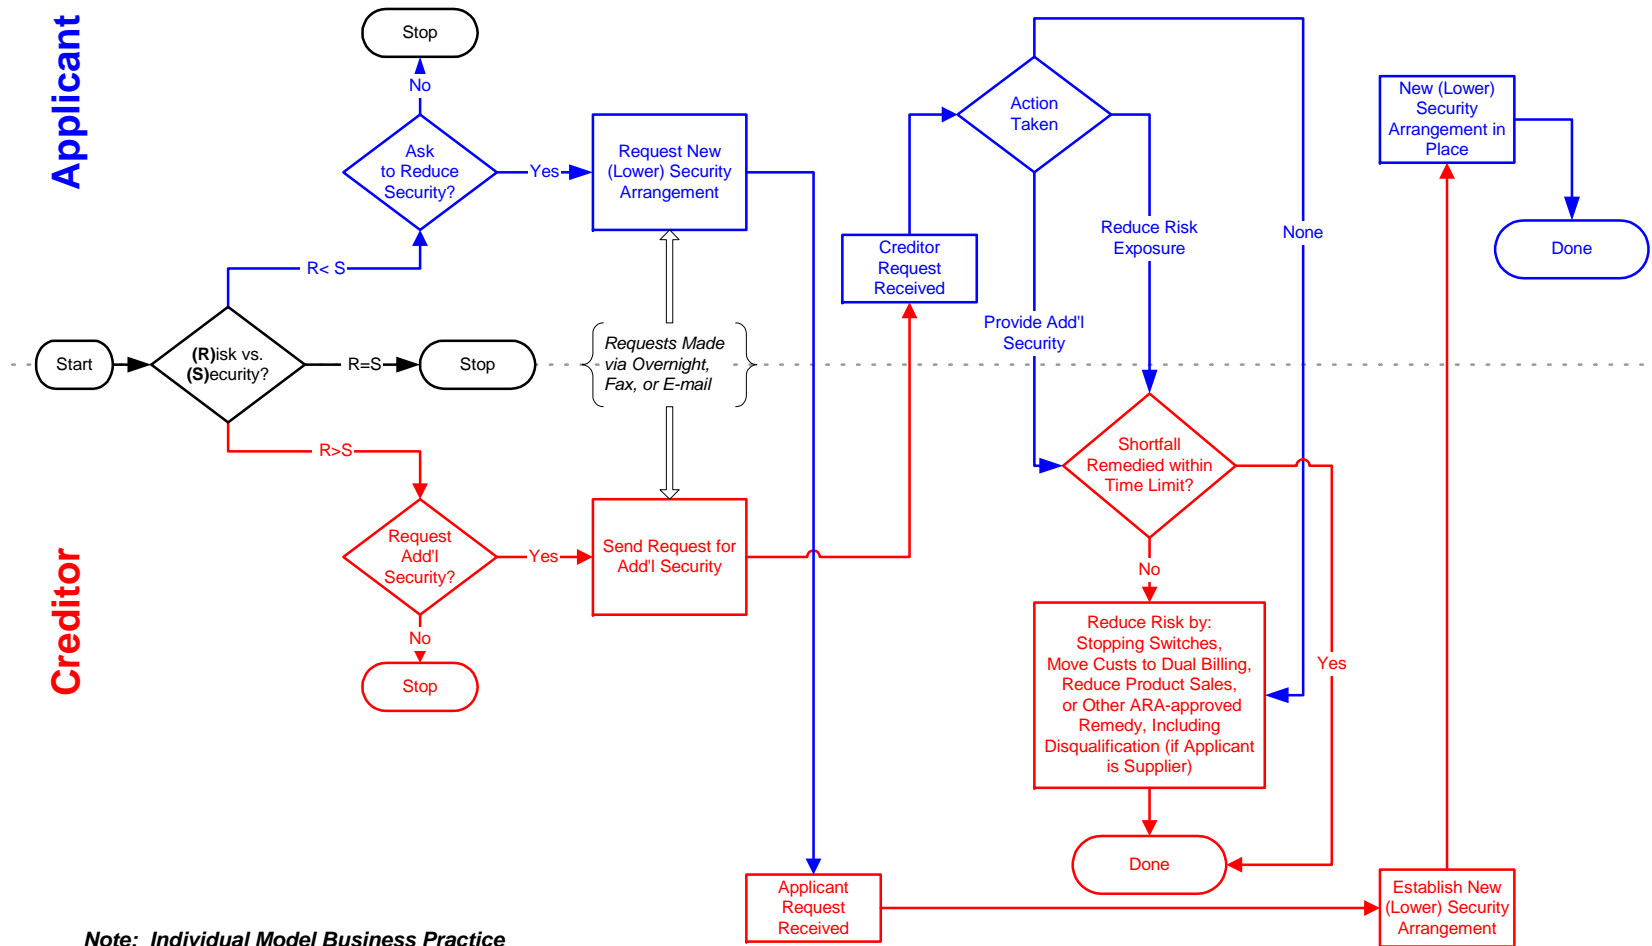 Applicant
Creditor
Stop
No
Ask
to Reduce
Security?
Yes
Request New
(Lower) Security
Arrangement
R< S
Start
(R)isk vs.
(S)ecurity?
R=S
Stop
R>S
Requests Made
via Overnight,
Fax, or E-mail
Request
Add'l
Security?
Yes
Send Request for
Add'l Security
No
Stop
Creditor
Request
Received
Action
Taken
Provide Add'l
Security
Reduce Risk
Exposure
None
Shortfall
Remedied within
Time Limit?
No
Yes
Reduce Risk by:
Stopping Switches,
Move Custs to Dual Billing,
Reduce Product Sales,
or Other ARA-approved
Remedy, Including
Disqualification (if Applicant
is Supplier)
Done
Applicant
Request
Received
Establish New
(Lower) Security
Arrangement
New (Lower)
Security
Arrangement in
Place
Done
Note: Individual Model Business Practice